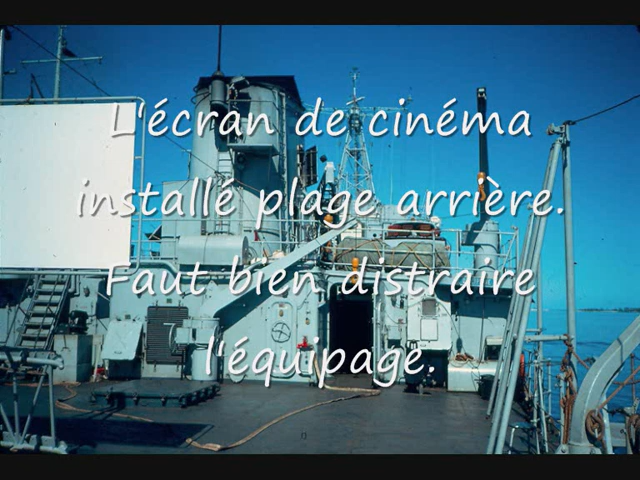 L'écran de cinéma
installé plage arrière.
Faut bien distraire
l'équipage.